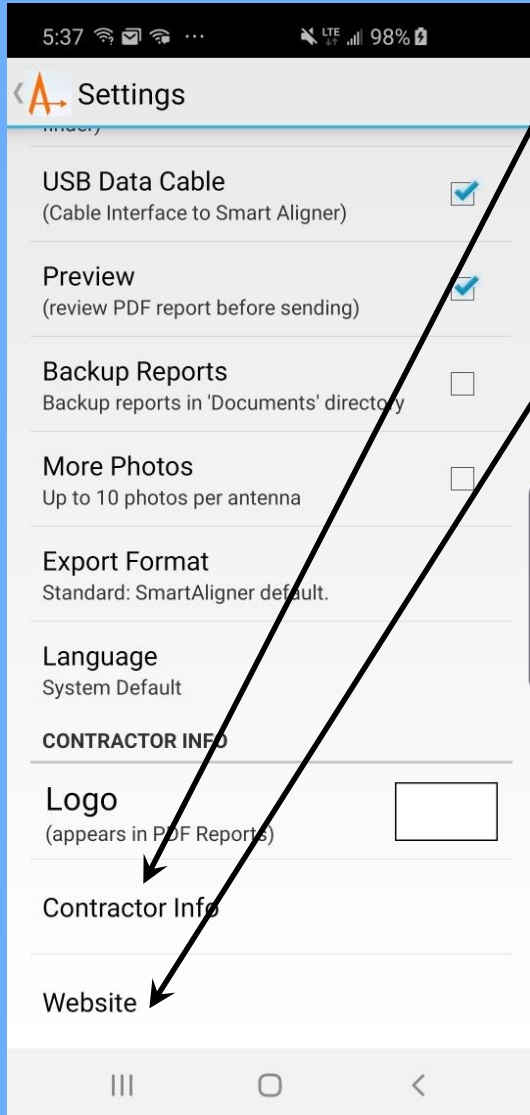 5:37 ... LTE 98%
Settings
finder)
USB Data Cable
(Cable Interface to Smart Aligner)
Preview
(review PDF report before sending)
Backup Reports
Backup reports in 'Documents' directory
More Photos
Up to 10 photos per antenna
Export Format
Standard: SmartAligner default.
Language
System Default
CONTRACTOR INFO
Logo
(appears in PDF Reports)
Contractor Info
Website